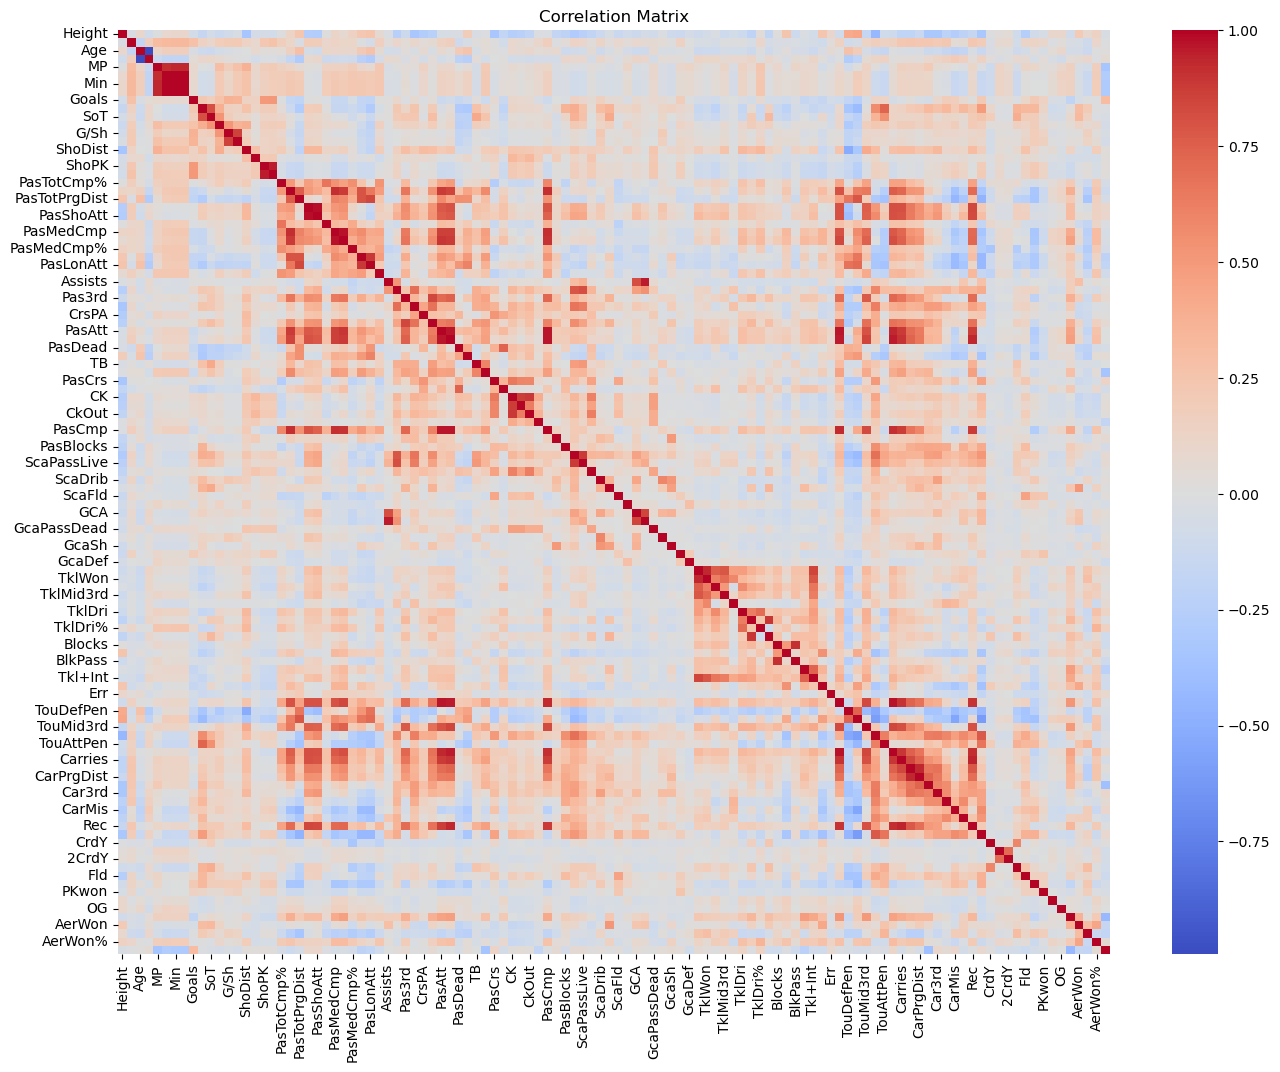 Correlation Matrix
Height
Age
MP
Min
Goals
SoT
G/Sh
ShoDist
ShoPK
PasTotCmp%
PasTotPrgDist
PasShoAtt
PasMedCmp
PasMedCmp%
PasLonAtt
Assists
Pas3rd
CrsPA
PasAtt
PasDead
TB
PasCrs
CK
CkOut
PasCmp
PasBlocks
ScaPassLive
ScaDrib
ScaFld
GCA
GcaPassDead
GcaSh
GcaDef
TklWon
TklMid3rd
TklDri
TklDri%
Blocks
BlkPass
Tkl+Int
Err
TouDefPen
TouMid3rd
TouAttPen
Carries
CarPrgDist
Car3rd
CarMis
Rec
CrdY
2CrdY
Fld
PKwon
OG
AerWon
AerWon%
Height
Age
MP
Min
Goals
SoT
G/Sh
ShoDist
ShoPK
PasTotCmp%
PasTotPrgDist
PasShoAtt
PasMedCmp
PasMedCmp%
PasLonAtt
Assists
Pas3rd
CrsPA
PasAtt
PasDead
TB
PasCrs
CK
CkOut
PasCmp
PasBlocks
ScaPassLive
ScaDrib
ScaFld
GCA
GcaPassDead
GcaSh
GcaDef
TklWon
TklMid3rd
TklDri
TklDri%
Blocks
BlkPass
Tkl+Int
Err
TouDefPen
TouMid3rd
TouAttPen
Carries
CarPrgDist
Car3rd
CarMis
Rec
CrdY
2CrdY
Fld
PKwon
OG
AerWon
AerWon%
1.00
0.75
0.50
0.25
0.00
−0.25
−0.50
−0.75